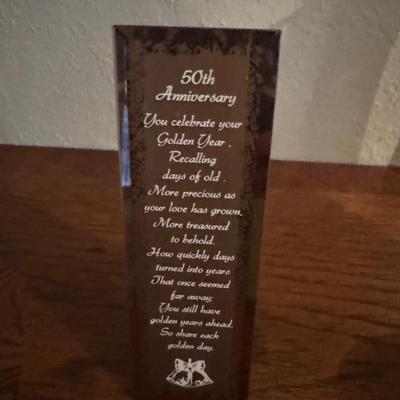 50th
Anniversary
You celebrate your
Golden Year ,
Recalling
days of old .
More precious as
your love has grown,
More treasured
to behold.
How quickly days
turned into years
That once seemed
far away;
You still have
golden years ahead,
So share each
golden day.